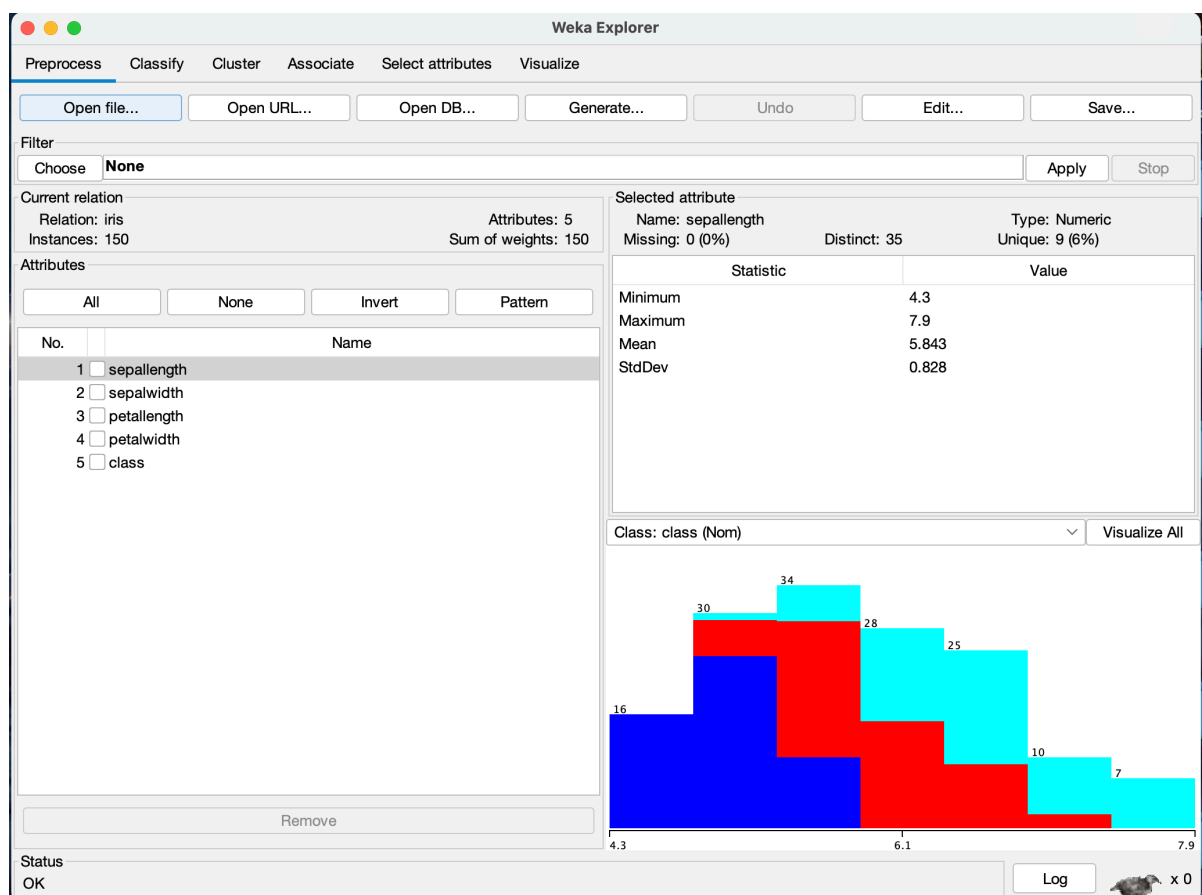 Weka Explorer
Preprocess Classify Cluster Associate Select attributes Visualize
Open file... Open URL... Open DB... Generate... Undo Edit... Save...
Filter
Choose None Apply Stop
Current relation
Relation: iris Attributes: 5
Instances: 150 Sum of weights: 150
Attributes
All None Invert Pattern
No. Name
1 sepallength
2 sepalwidth
3 petallength
4 petalwidth
5 class
Remove
Selected attribute
Name: sepallength Type: Numeric
Missing: 0 (0%) Distinct: 35 Unique: 9 (6%)
Statistic Value
Minimum 4.3
Maximum 7.9
Mean 5.843
StdDev 0.828
Class: class (Nom) Visualize All
16 30 34 28 25 10 7
4.3 6.1 7.9
Status
OK Log x 0